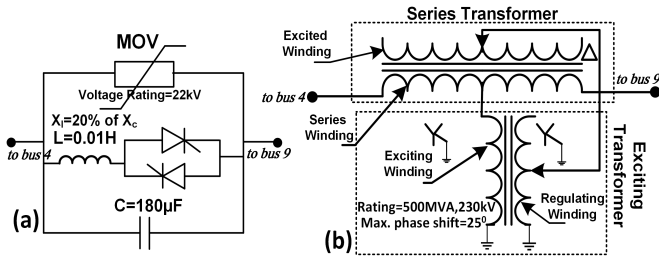 MOV
Voltage Rating=22kV
Xₗ=20% of X꜀
L=0.01H
to bus 4
to bus 9
C=180µF
(a)
Series Transformer
Excited
Winding
to bus 4
to bus 9
Series
Winding
Exciting
Winding
Rating=500MVA,230kV
Max. phase shift=25⁰
Regulating
Winding
Exciting
Transformer
(b)